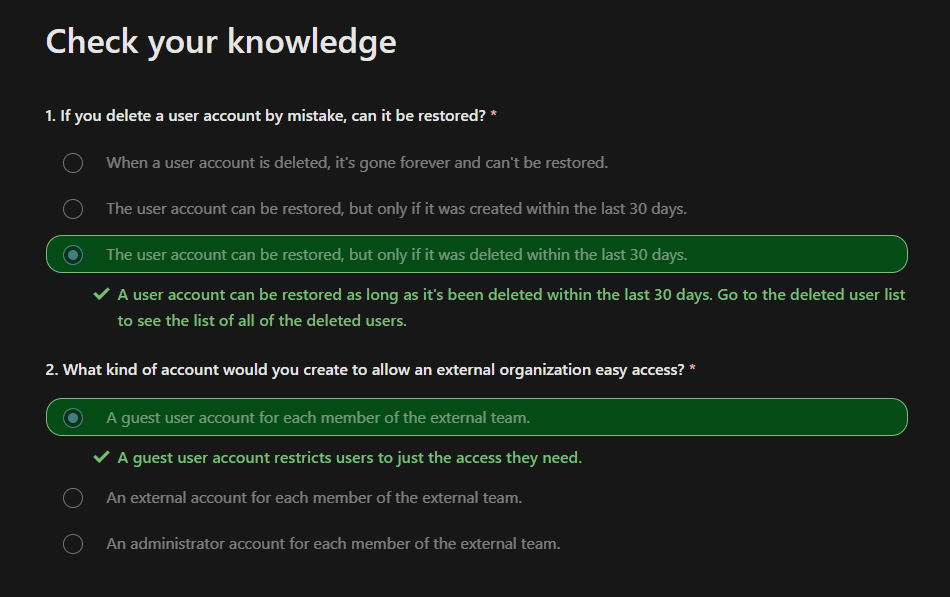 Check your knowledge
1. If you delete a user account by mistake, can it be restored? *
When a user account is deleted, it's gone forever and can't be restored.
The user account can be restored, but only if it was created within the last 30 days.
The user account can be restored, but only if it was deleted within the last 30 days.
A user account can be restored as long as it's been deleted within the last 30 days. Go to the deleted user list
to see the list of all of the deleted users.
2. What kind of account would you create to allow an external organization easy access? *
A guest user account for each member of the external team.
A guest user account restricts users to just the access they need.
An external account for each member of the external team.
An administrator account for each member of the external team.